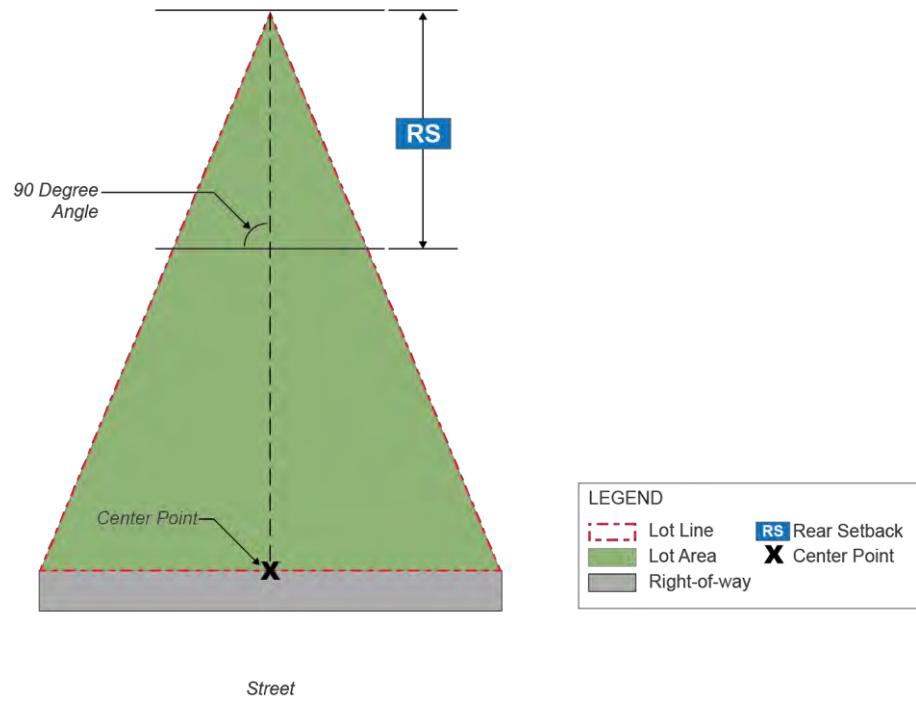 RS
90 Degree
Angle
Center Point
LEGEND
Lot Line
RS Rear Setback
Lot Area
X Center Point
Right-of-way
Street